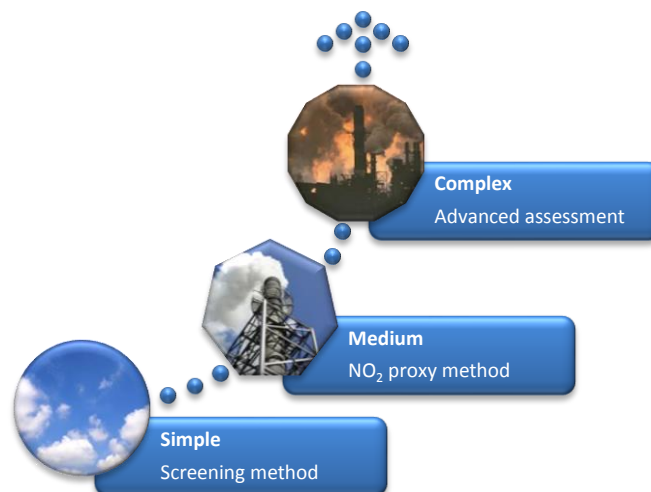 Complex
Advanced assessment
Medium
NO₂ proxy method
Simple
Screening method